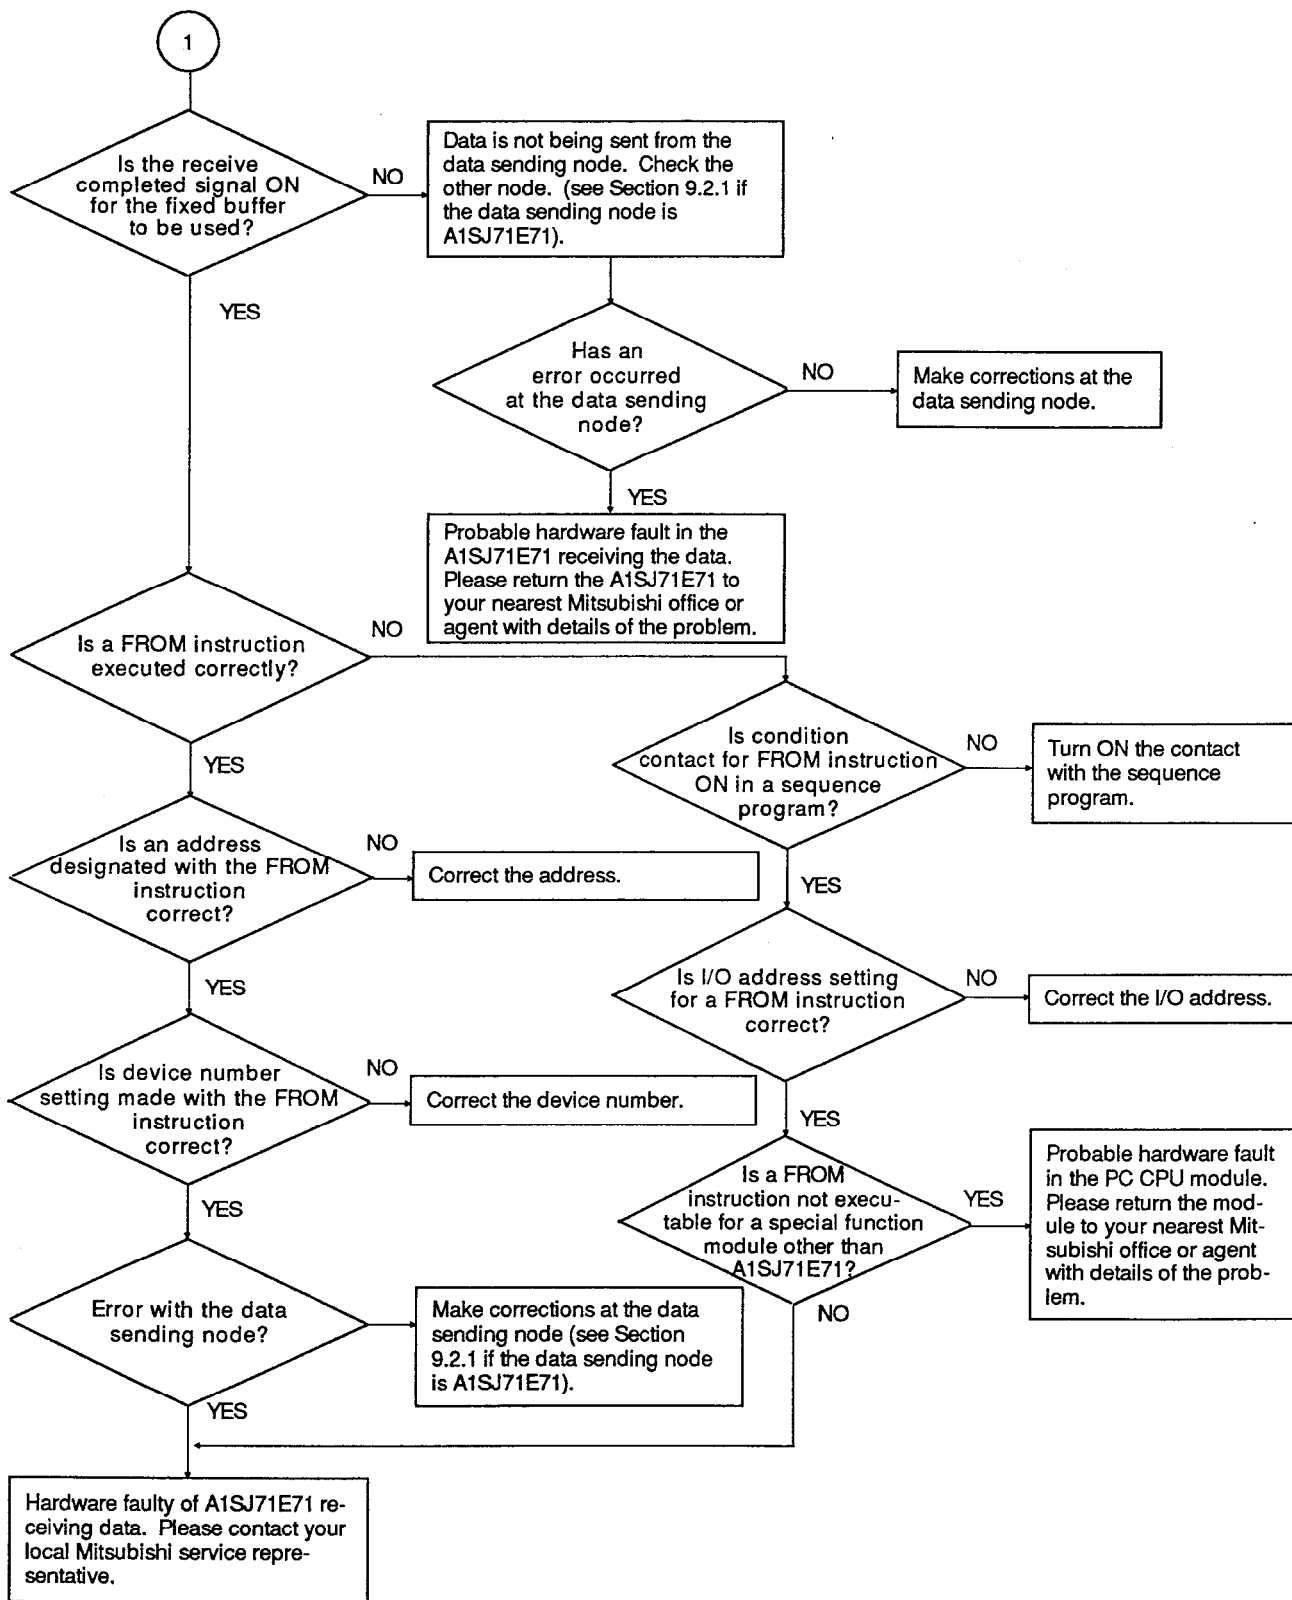 1
Is the receive
completed signal ON
for the fixed buffer
to be used?
NO
Data is not being sent from the
data sending node. Check the
other node. (see Section 9.2.1 if
the data sending node is
A1SJ71E71).
YES
Has an
error occurred
at the data sending
node?
NO
Make corrections at the
data sending node.
YES
Probable hardware fault in the
A1SJ71E71 receiving the data.
Please return the A1SJ71E71 to
your nearest Mitsubishi office or
agent with details of the problem.
Is a FROM instruction
executed correctly?
NO
YES
Is condition
contact for FROM instruction
ON in a sequence
program?
NO
Turn ON the contact
with the sequence
program.
YES
Is an address
designated with the FROM
instruction
correct?
NO
Correct the address.
YES
Is I/O address setting
for a FROM instruction
correct?
NO
Correct the I/O address.
YES
Is device number
setting made with the FROM
instruction
correct?
NO
Correct the device number.
YES
Is a FROM
instruction not execu-
table for a special function
module other than
A1SJ71E71?
YES
Probable hardware fault
in the PC CPU module.
Please return the mod-
ule to your nearest Mit-
subishi office or agent
with details of the prob-
lem.
NO
Error with the data
sending node?
Make corrections at the data
sending node (see Section
9.2.1 if the data sending node
is A1SJ71E71).
YES
Hardware faulty of A1SJ71E71 re-
ceiving data. Please contact your
local Mitsubishi service repre-
sentative.